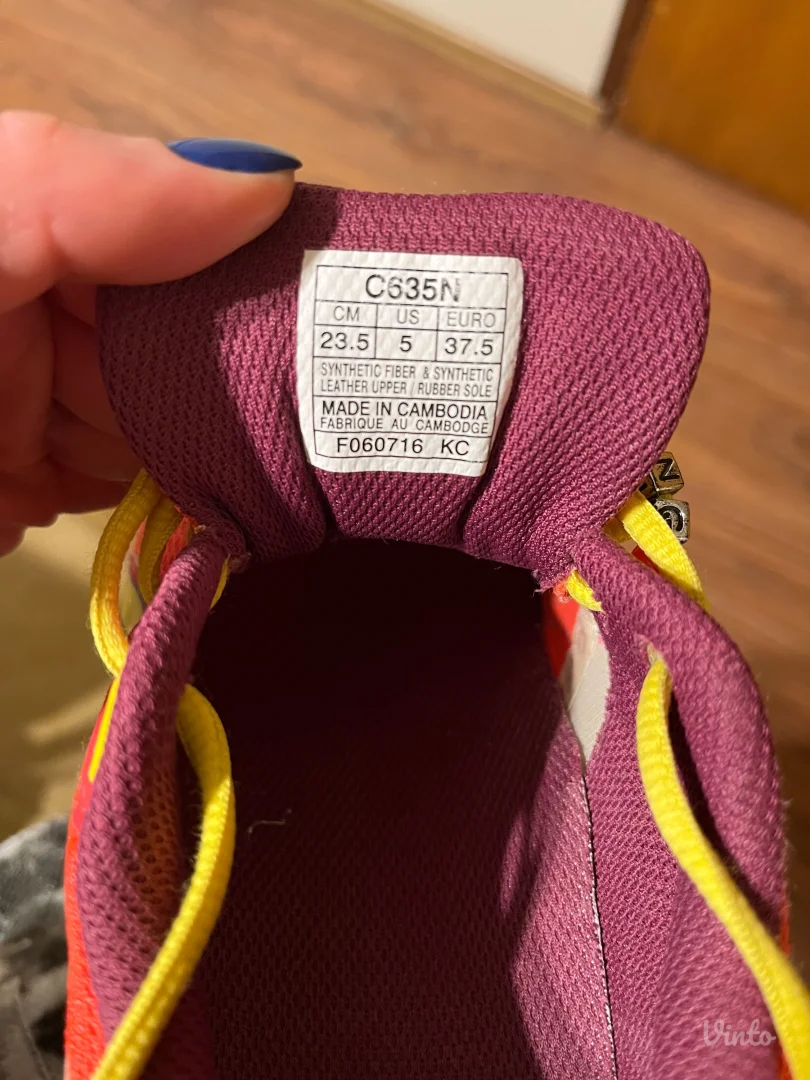 C635N
CM US EURO
23.5 5 37.5
SYNTHETIC FIBER & SYNTHETIC
LEATHER UPPER / RUBBER SOLE
MADE IN CAMBODIA
FABRIQUE AU CAMBODGE
F060716 KC
N
Vinto